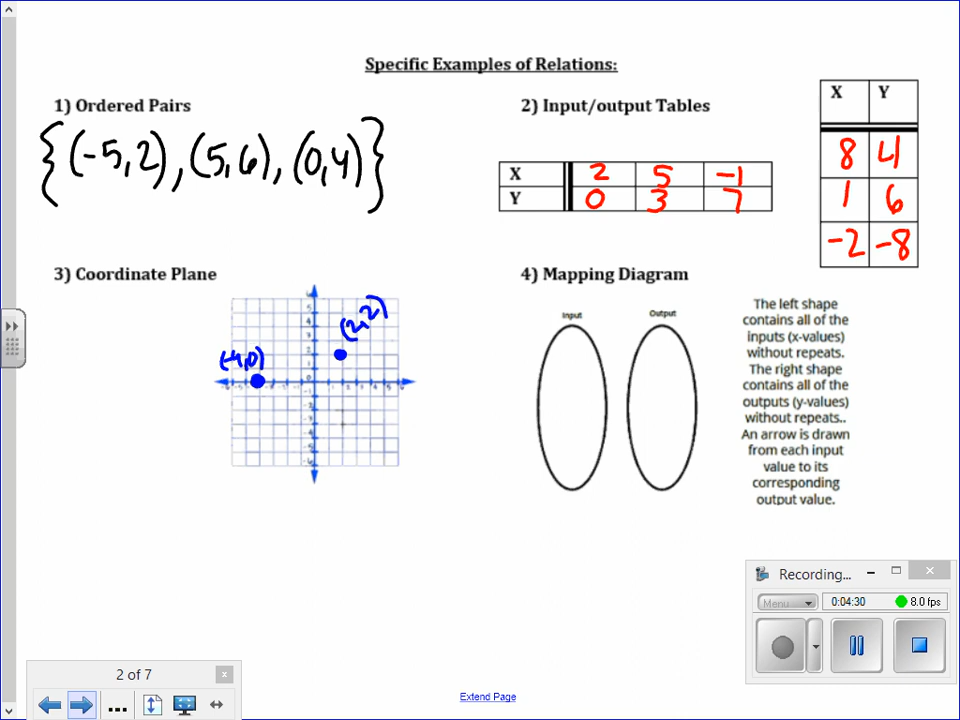 Specific Examples of Relations:
1) Ordered Pairs
{(-5,2), (5,6), (0,4)}
2) Input/output Tables
X 2 5 -1
Y 0 3 7
X Y
8 4
1 6
-2 -8
3) Coordinate Plane
(-4,0)
(2,2)
4) Mapping Diagram
Input Output
The left shape
contains all of the
inputs (x-values)
without repeats.
The right shape
contains all of the
outputs (y-values)
without repeats..
An arrow is drawn
from each input
value to its
corresponding
output value.
Recording...
Menu 0:04:30 8.0 fps
2 of 7
Extend Page